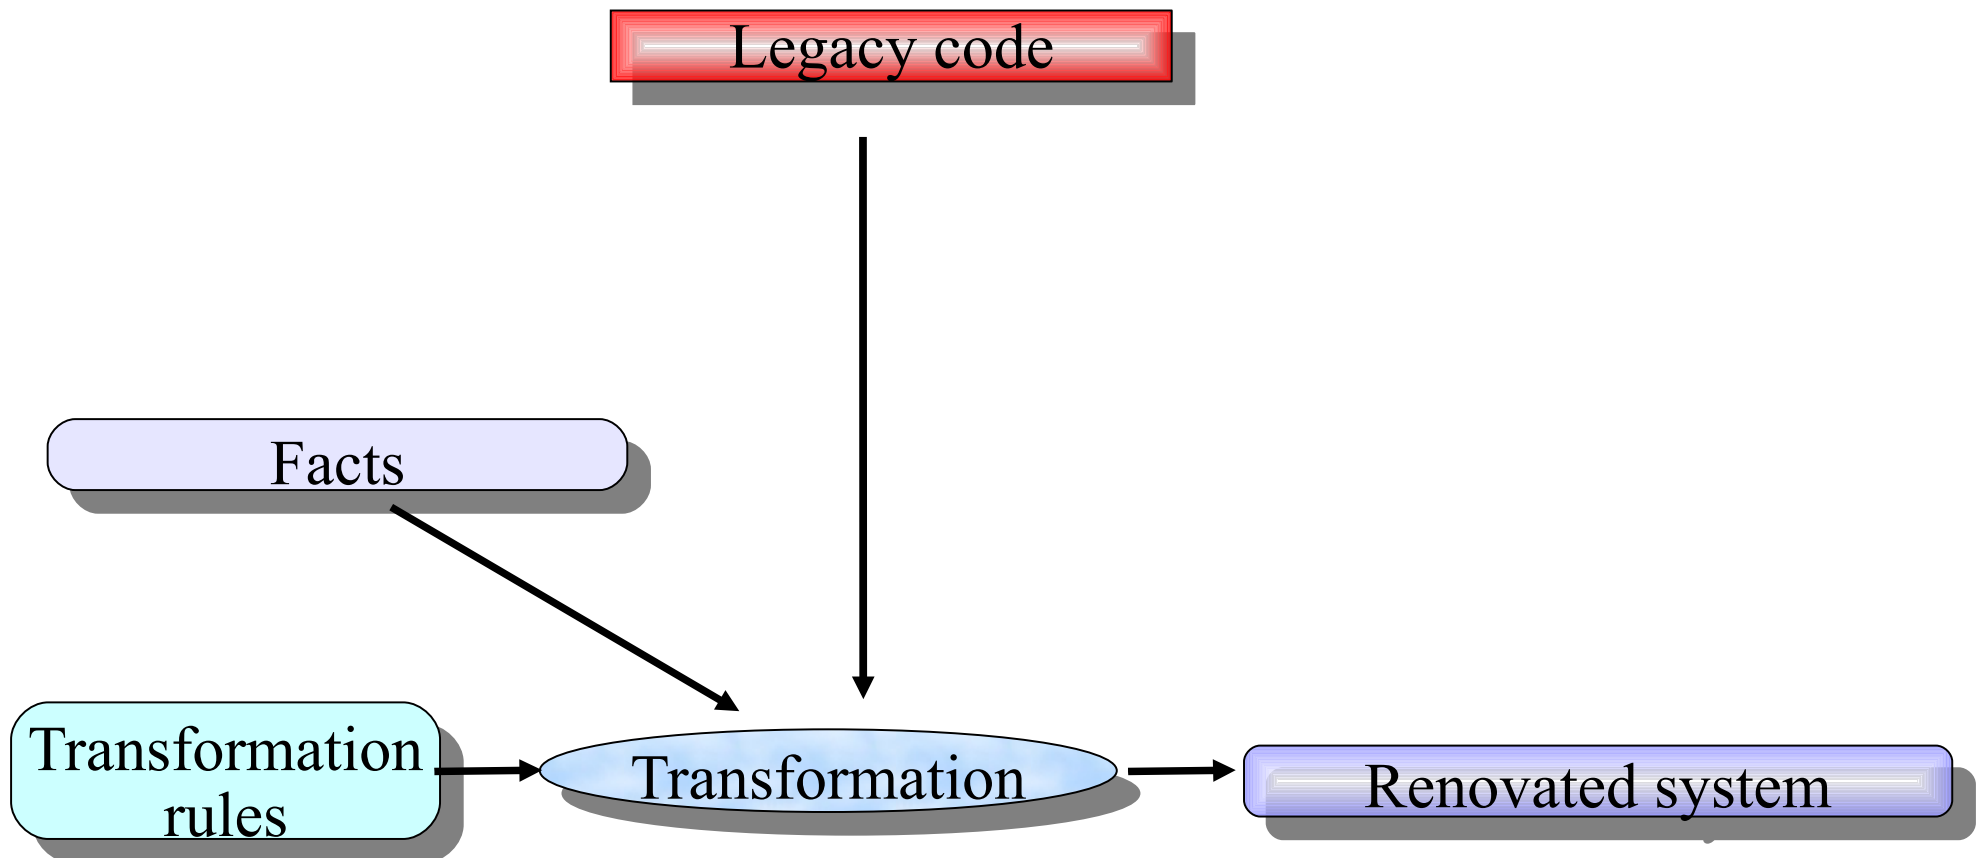 Legacy code
Facts
Transformation
rules
Transformation
Renovated system